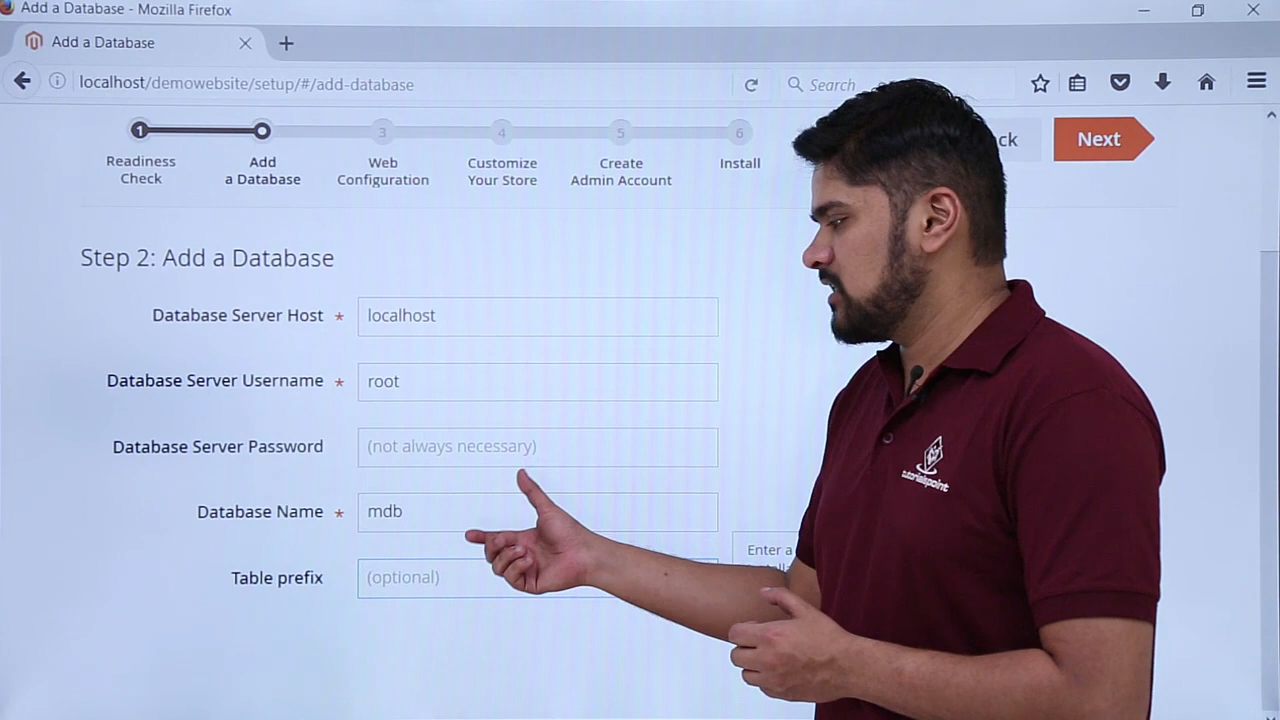 Add a Database - Mozilla Firefox
Add a Database
localhost/demowebsite/setup/#/add-database
Search
1
3
4
5
6
Readiness Check
Add a Database
Web Configuration
Customize Your Store
Create Admin Account
Install
Next
Step 2: Add a Database
Database Server Host *
localhost
Database Server Username *
root
Database Server Password
(not always necessary)
Database Name *
mdb
Enter a
Table prefix
(optional)
tutorialspoint